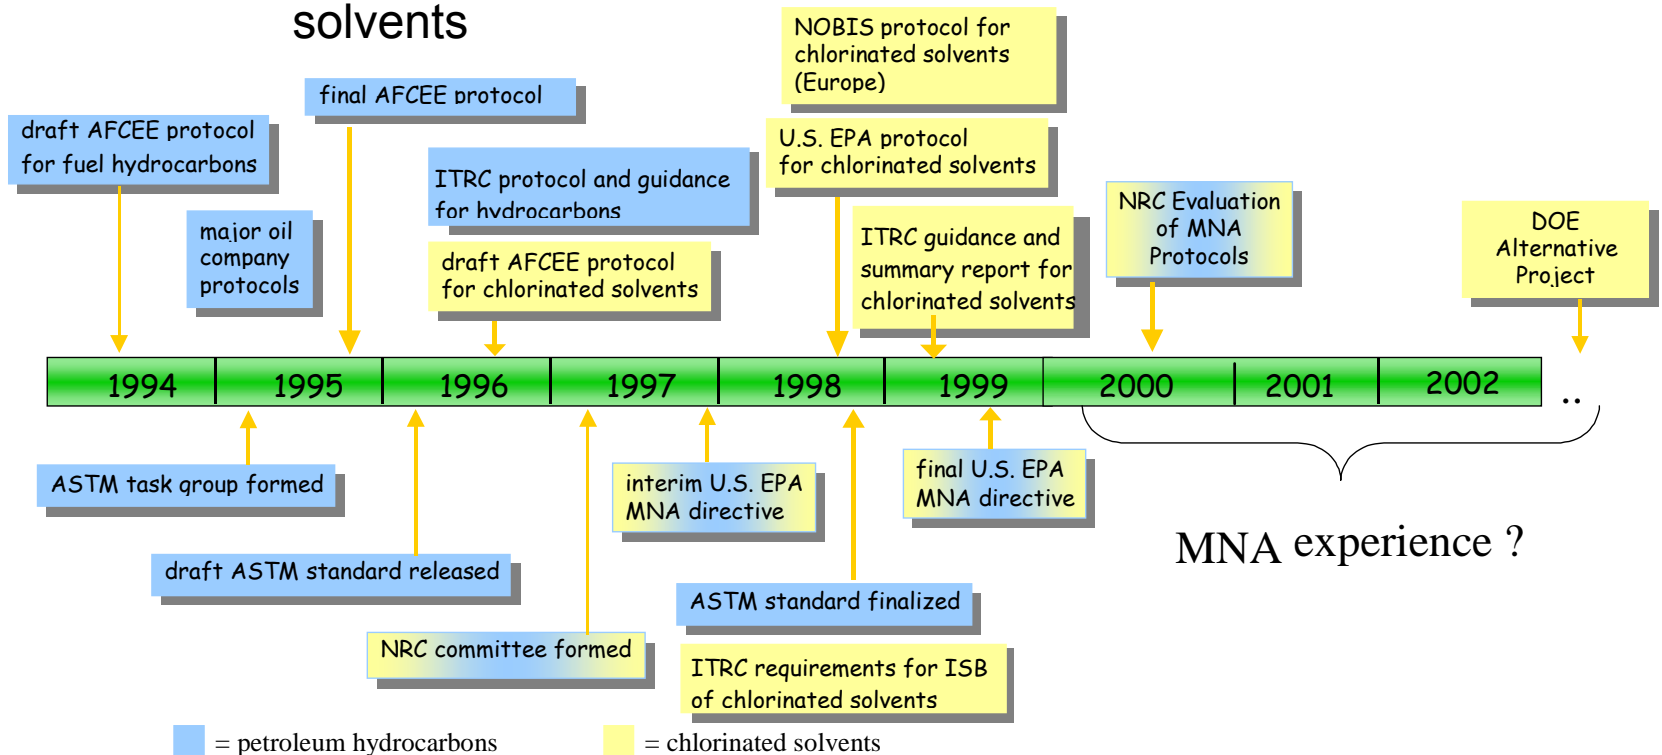 solvents
NOBIS protocol for
chlorinated solvents
(Europe)
final AFCEE protocol
draft AFCEE protocol
for fuel hydrocarbons
U.S. EPA protocol
for chlorinated solvents
ITRC protocol and guidance
for hydrocarbons
major oil
company
protocols
draft AFCEE protocol
for chlorinated solvents
ITRC guidance and
summary report for
chlorinated solvents
NRC Evaluation
of MNA
Protocols
DOE
Alternative
Project
1994 1995 1996 1997 1998 1999 2000 2001 2002 ..
ASTM task group formed
interim U.S. EPA
MNA directive
final U.S. EPA
MNA directive
MNA experience ?
draft ASTM standard released
ASTM standard finalized
NRC committee formed
ITRC requirements for ISB
of chlorinated solvents
= petroleum hydrocarbons
= chlorinated solvents